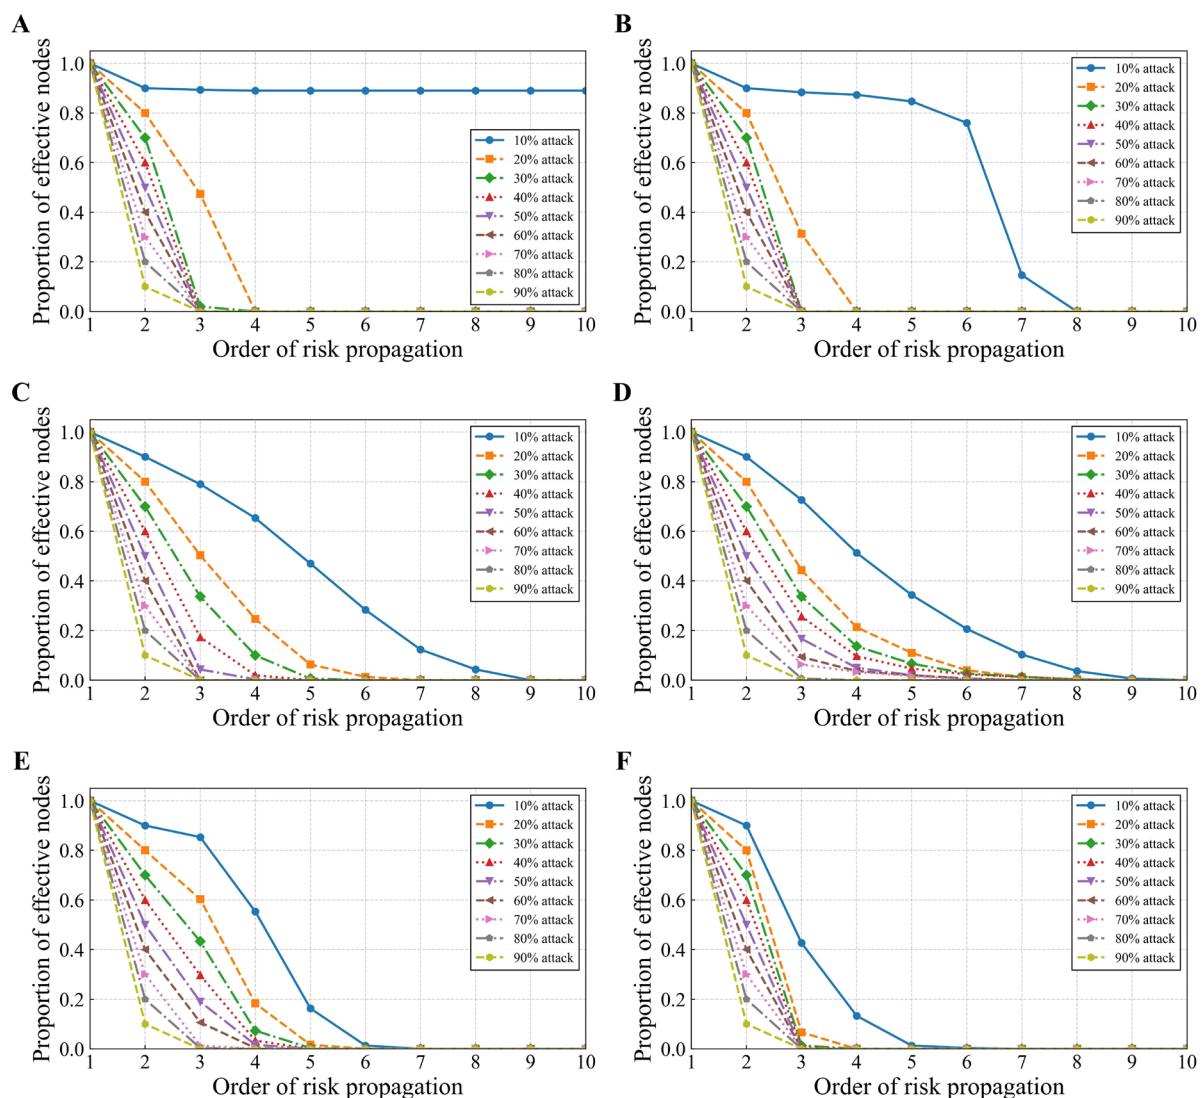 A
Proportion of effective nodes
1.0
0.8
0.6
0.4
0.2
0.0
10% attack
20% attack
30% attack
40% attack
50% attack
60% attack
70% attack
80% attack
90% attack
1 2 3 4 5 6 7 8 9 10
Order of risk propagation
B
Proportion of effective nodes
1.0
0.8
0.6
0.4
0.2
0.0
10% attack
20% attack
30% attack
40% attack
50% attack
60% attack
70% attack
80% attack
90% attack
1 2 3 4 5 6 7 8 9 10
Order of risk propagation
C
Proportion of effective nodes
1.0
0.8
0.6
0.4
0.2
0.0
10% attack
20% attack
30% attack
40% attack
50% attack
60% attack
70% attack
80% attack
90% attack
1 2 3 4 5 6 7 8 9 10
Order of risk propagation
D
Proportion of effective nodes
1.0
0.8
0.6
0.4
0.2
0.0
10% attack
20% attack
30% attack
40% attack
50% attack
60% attack
70% attack
80% attack
90% attack
1 2 3 4 5 6 7 8 9 10
Order of risk propagation
E
Proportion of effective nodes
1.0
0.8
0.6
0.4
0.2
0.0
10% attack
20% attack
30% attack
40% attack
50% attack
60% attack
70% attack
80% attack
90% attack
1 2 3 4 5 6 7 8 9 10
Order of risk propagation
F
Proportion of effective nodes
1.0
0.8
0.6
0.4
0.2
0.0
10% attack
20% attack
30% attack
40% attack
50% attack
60% attack
70% attack
80% attack
90% attack
1 2 3 4 5 6 7 8 9 10
Order of risk propagation